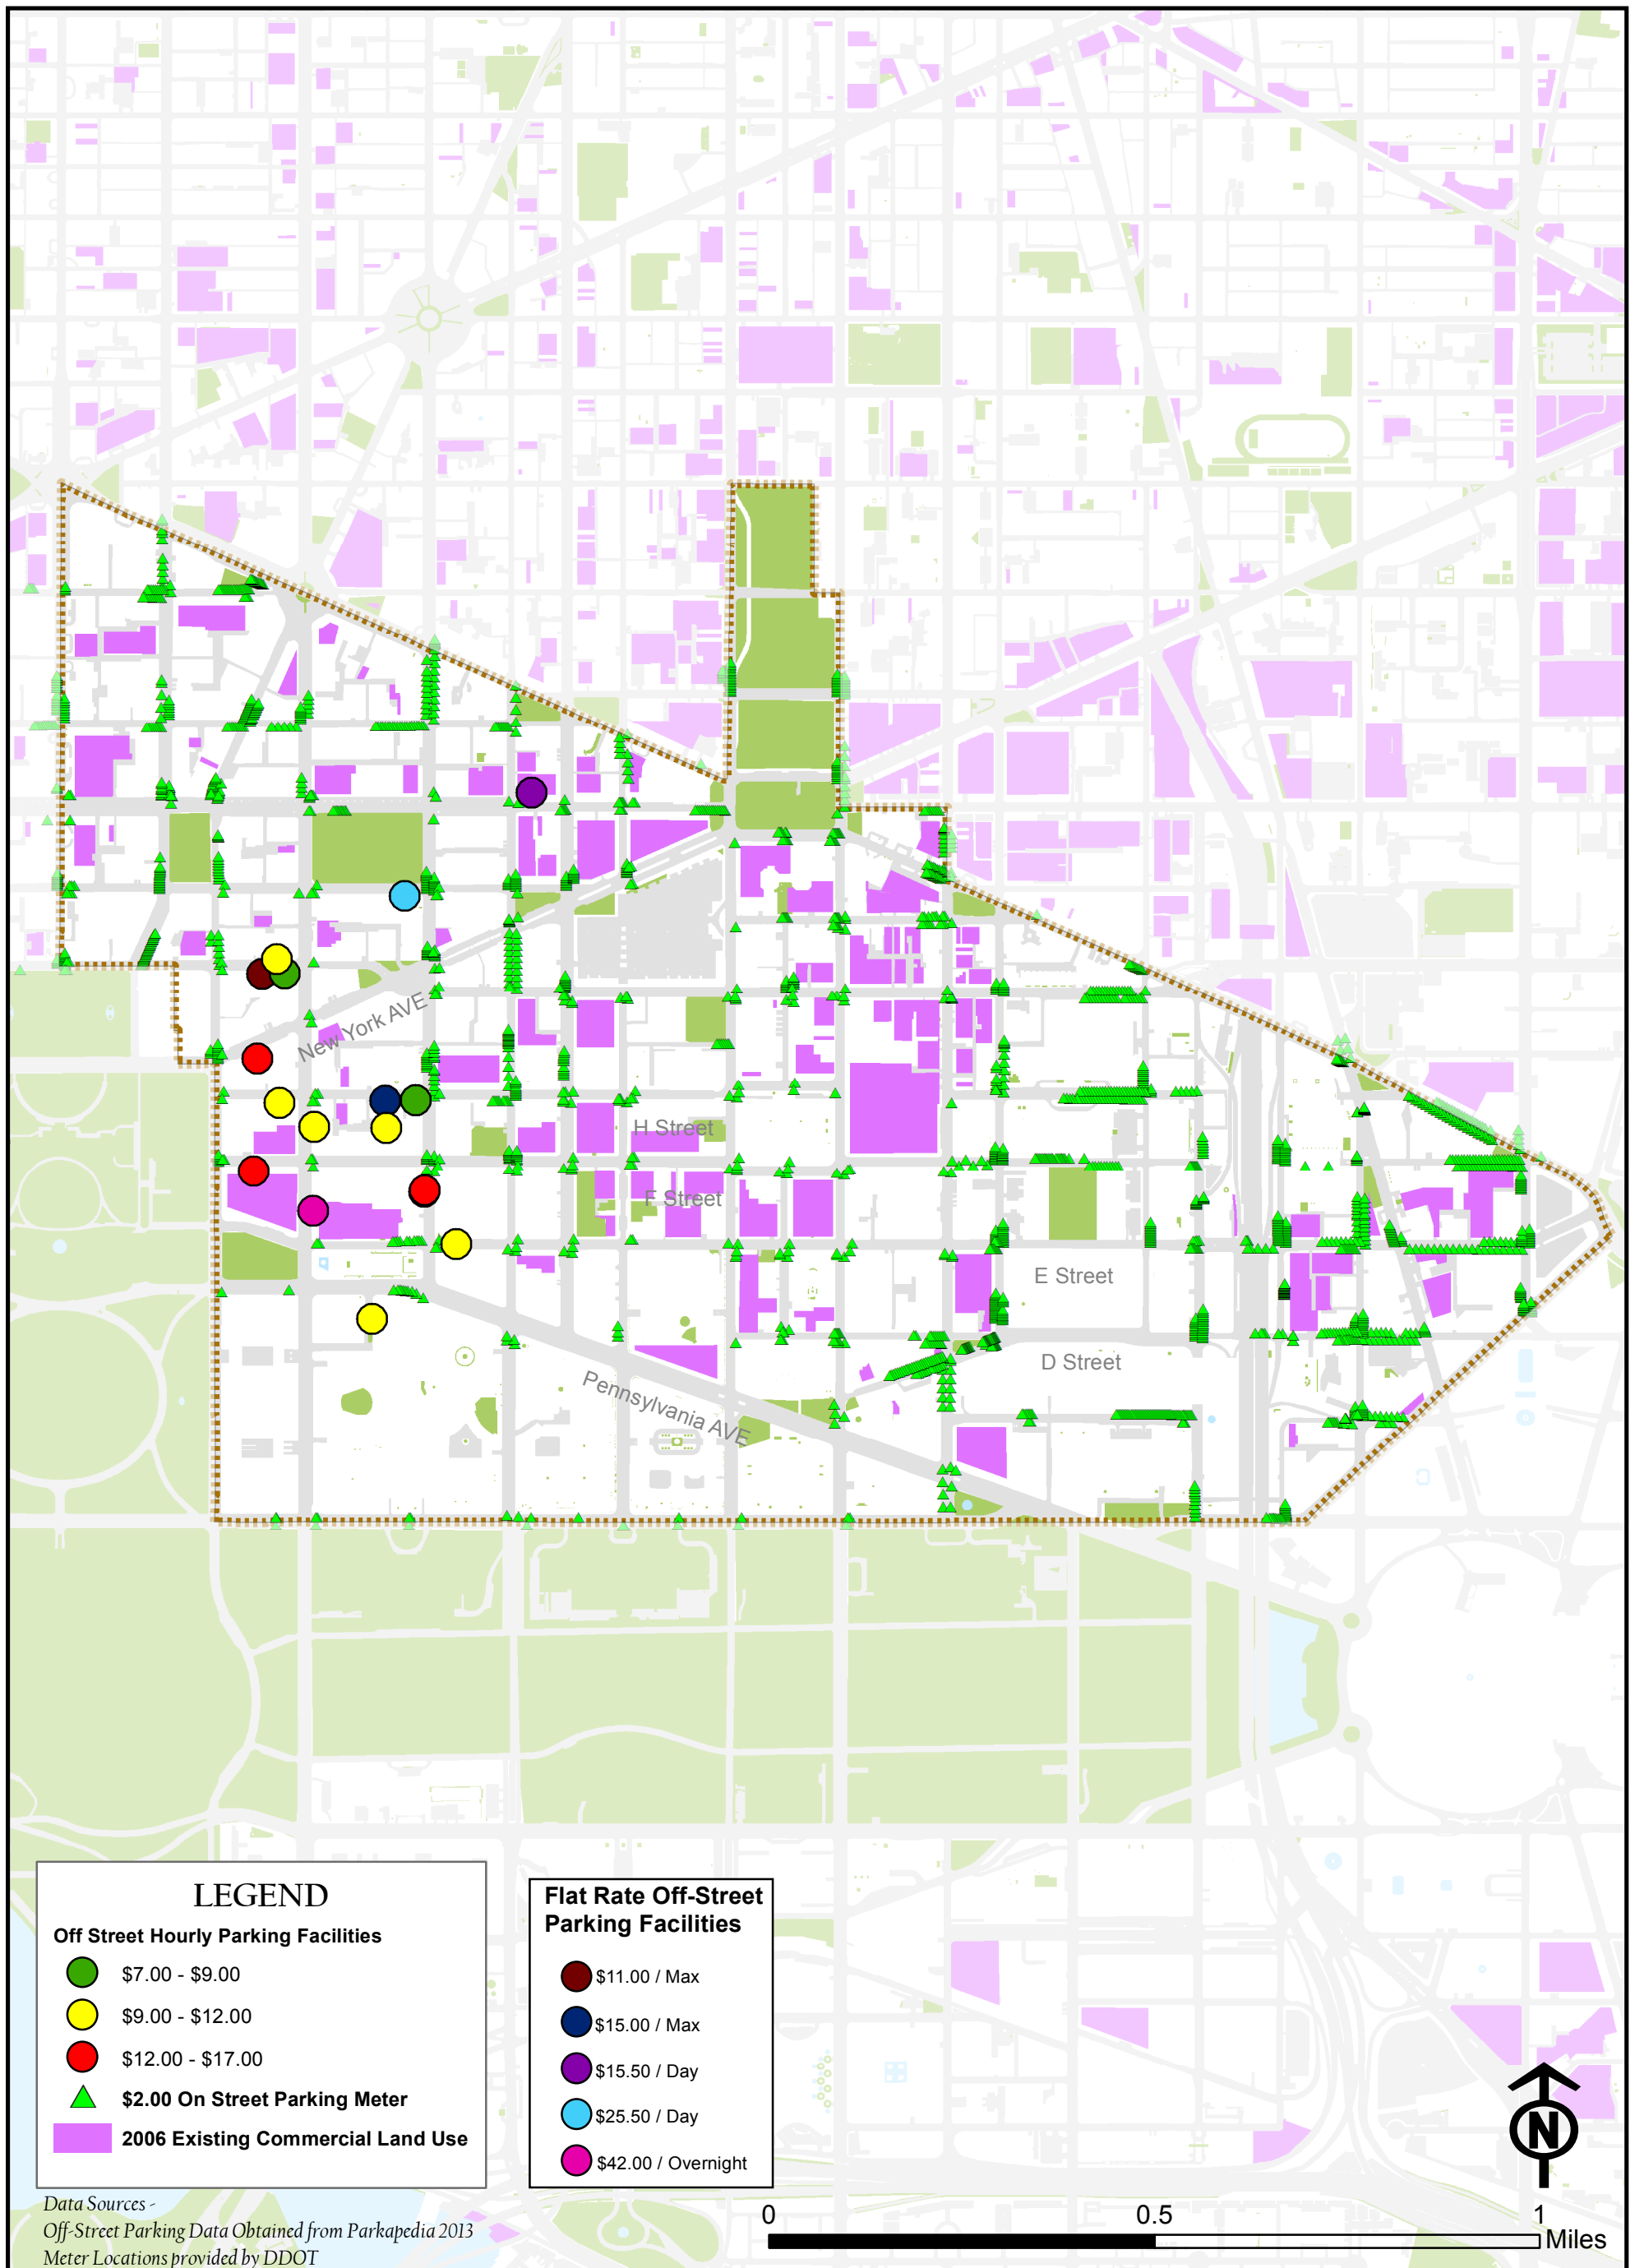 New York AVE
H Street
F Street
E Street
D Street
Pennsylvania AVE
LEGEND
Off Street Hourly Parking Facilities
$7.00 - $9.00
$9.00 - $12.00
$12.00 - $17.00
$2.00 On Street Parking Meter
2006 Existing Commercial Land Use
Flat Rate Off-Street
Parking Facilities
$11.00 / Max
$15.00 / Max
$15.50 / Day
$25.50 / Day
$42.00 / Overnight
Data Sources -
Off-Street Parking Data Obtained from Parkapedia 2013
Meter Locations provided by DDOT
N
0 0.5 1
Miles